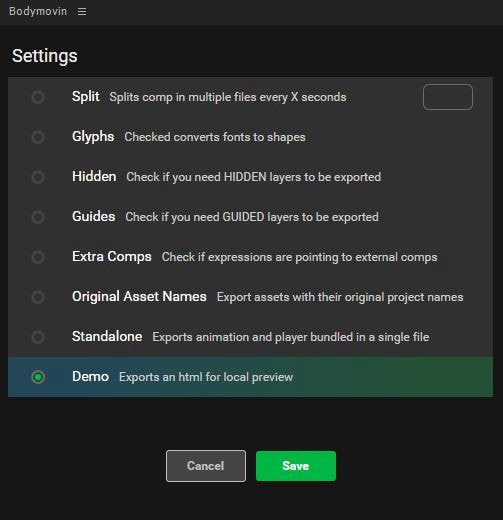 Bodymovin
Settings
Split Splits comp in multiple files every X seconds
Glyphs Checked converts fonts to shapes
Hidden Check if you need HIDDEN layers to be exported
Guides Check if you need GUIDED layers to be exported
Extra Comps Check if expressions are pointing to external comps
Original Asset Names Export assets with their original project names
Standalone Exports animation and player bundled in a single file
Demo Exports an html for local preview
Cancel Save